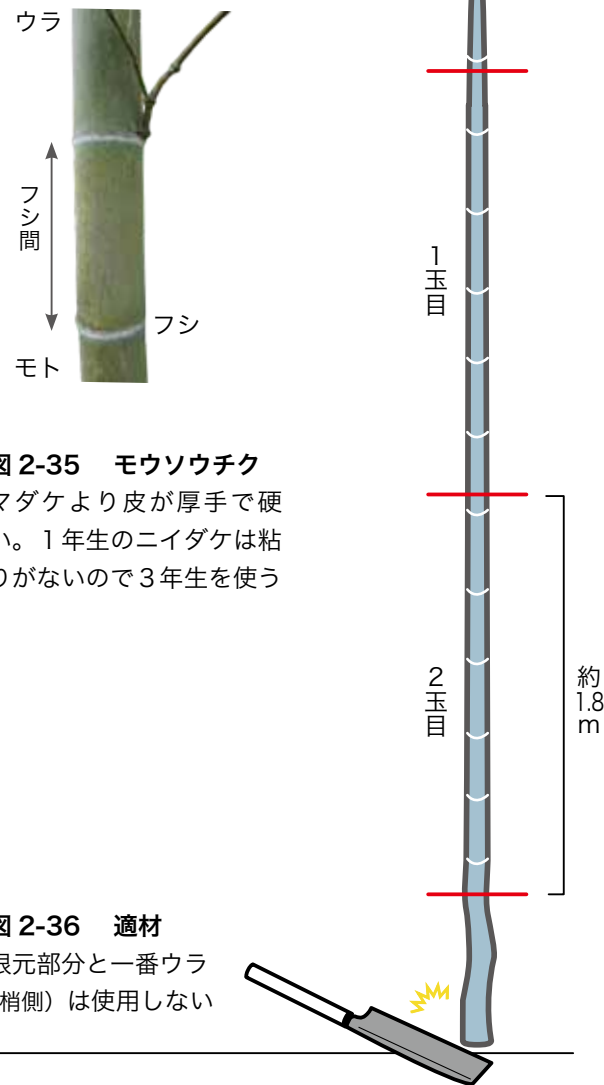 ウラ
フシ間
フシ
モト
図 2-35 モウソウチク
マダケより皮が厚手で硬
い。1年生のニイダケは粘
りがないので3年生を使う
1玉目
2玉目
約1.8m
図 2-36 適材
根元部分と一番ウラ
（梢側）は使用しない